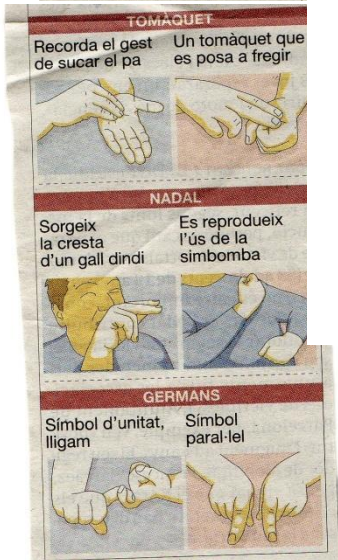 TOMÀQUET
Recorda el gest
de sucar el pa
Un tomàquet que
es posa a fregir
NADAL
Sorgeix
la cresta
d'un gall dindi
Es reprodueix
l'ús de la
simbomba
GERMANS
Símbol d'unitat,
lligam
Símbol
paral·lel